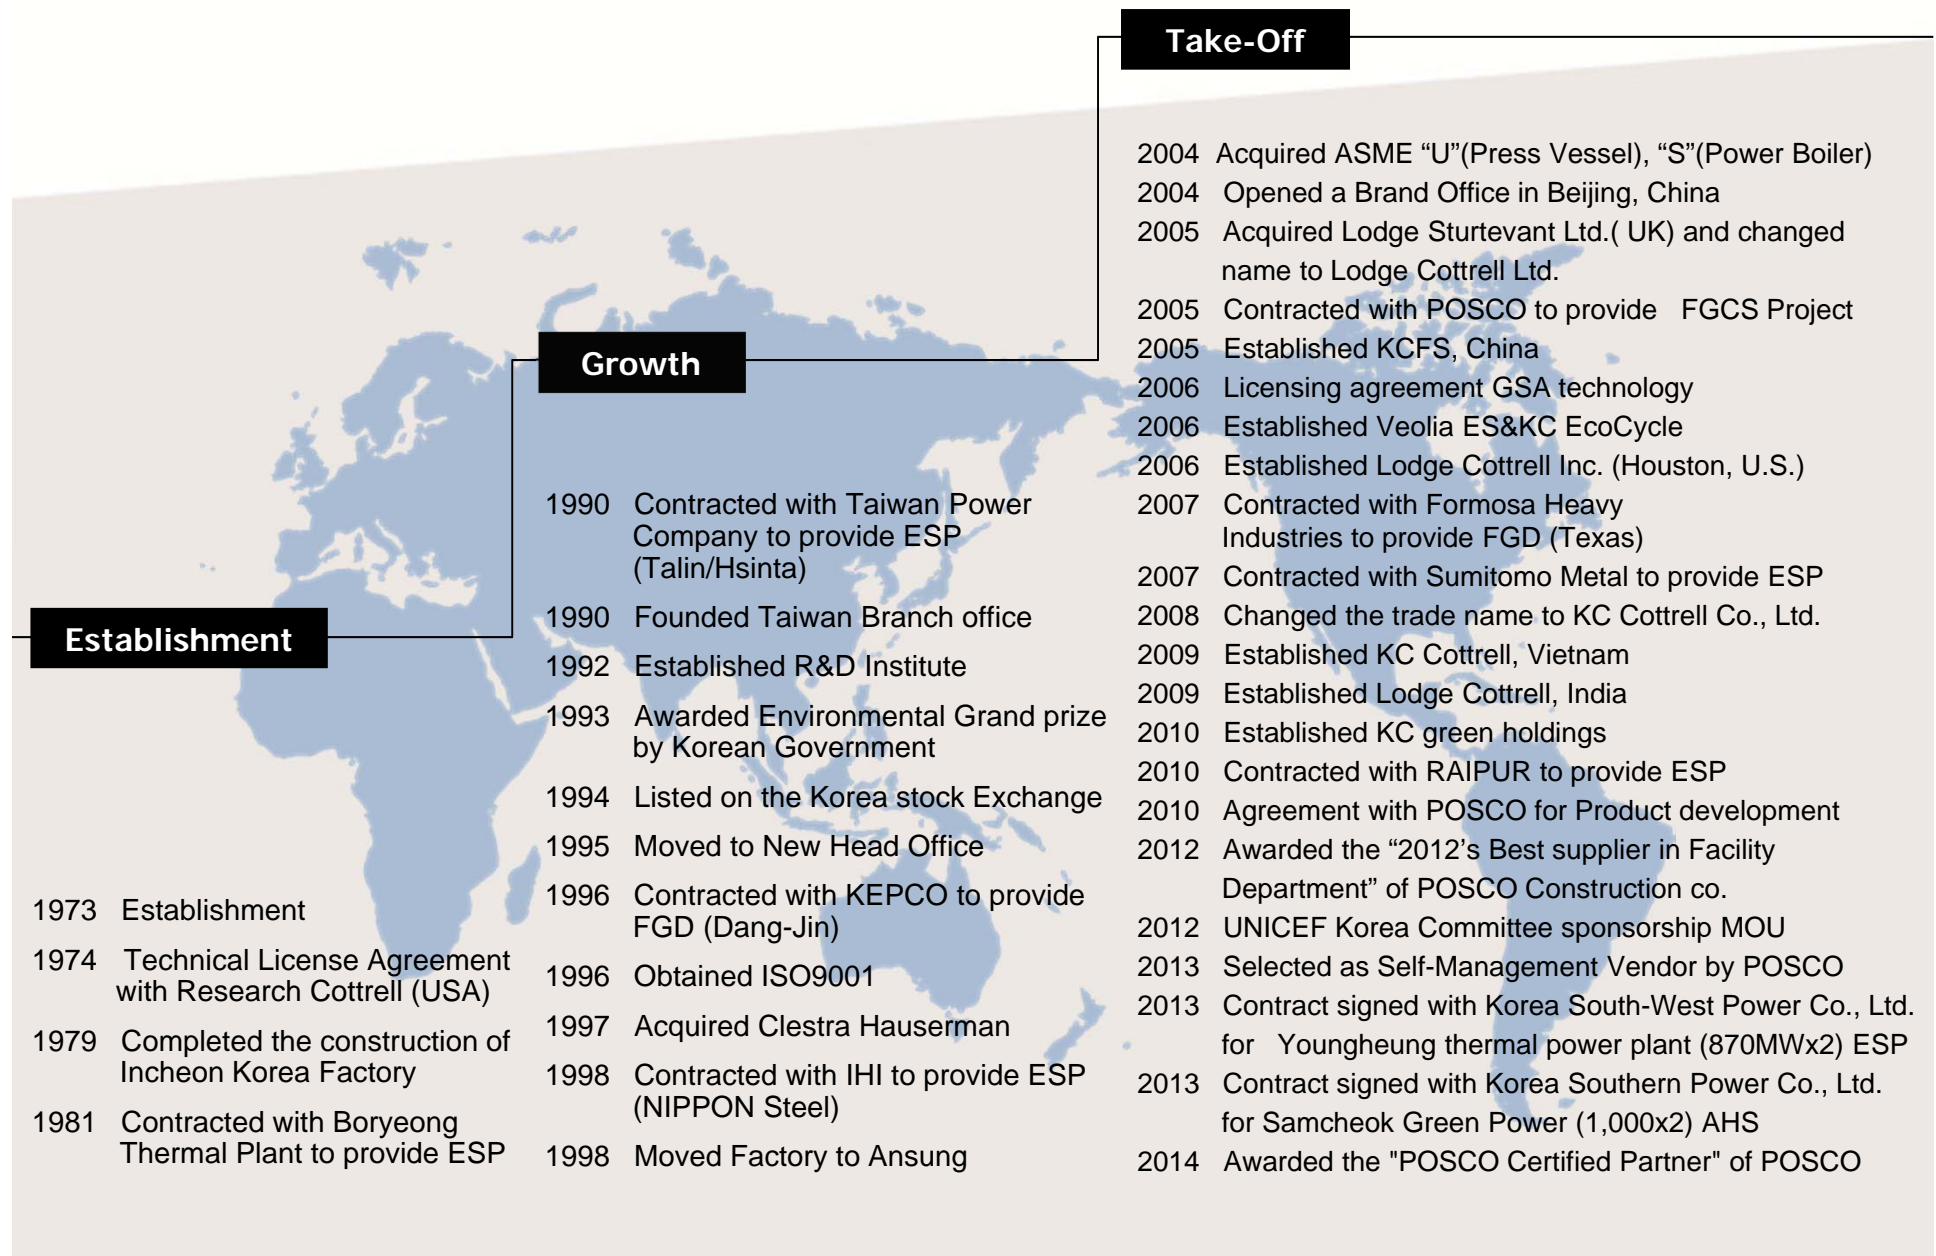 Establishment
1973 Establishment
1974 Technical License Agreement
with Research Cottrell (USA)
1979 Completed the construction of
Incheon Korea Factory
1981 Contracted with Boryeong
Thermal Plant to provide ESP
Growth
1990 Contracted with Taiwan Power
Company to provide ESP
(Talin/Hsinta)
1990 Founded Taiwan Branch office
1992 Established R&D Institute
1993 Awarded Environmental Grand prize
by Korean Government
1994 Listed on the Korea stock Exchange
1995 Moved to New Head Office
1996 Contracted with KEPCO to provide
FGD (Dang-Jin)
1996 Obtained ISO9001
1997 Acquired Clestra Hauserman
1998 Contracted with IHI to provide ESP
(NIPPON Steel)
1998 Moved Factory to Ansung
Take-Off
2004 Acquired ASME “U”(Press Vessel), “S”(Power Boiler)
2004 Opened a Brand Office in Beijing, China
2005 Acquired Lodge Sturtevant Ltd.( UK) and changed
name to Lodge Cottrell Ltd.
2005 Contracted with POSCO to provide FGCS Project
2005 Established KCFS, China
2006 Licensing agreement GSA technology
2006 Established Veolia ES&KC EcoCycle
2006 Established Lodge Cottrell Inc. (Houston, U.S.)
2007 Contracted with Formosa Heavy
Industries to provide FGD (Texas)
2007 Contracted with Sumitomo Metal to provide ESP
2008 Changed the trade name to KC Cottrell Co., Ltd.
2009 Established KC Cottrell, Vietnam
2009 Established Lodge Cottrell, India
2010 Established KC green holdings
2010 Contracted with RAIPUR to provide ESP
2010 Agreement with POSCO for Product development
2012 Awarded the “2012’s Best supplier in Facility
Department” of POSCO Construction co.
2012 UNICEF Korea Committee sponsorship MOU
2013 Selected as Self-Management Vendor by POSCO
2013 Contract signed with Korea South-West Power Co., Ltd.
for Youngheung thermal power plant (870MWx2) ESP
2013 Contract signed with Korea Southern Power Co., Ltd.
for Samcheok Green Power (1,000x2) AHS
2014 Awarded the "POSCO Certified Partner" of POSCO